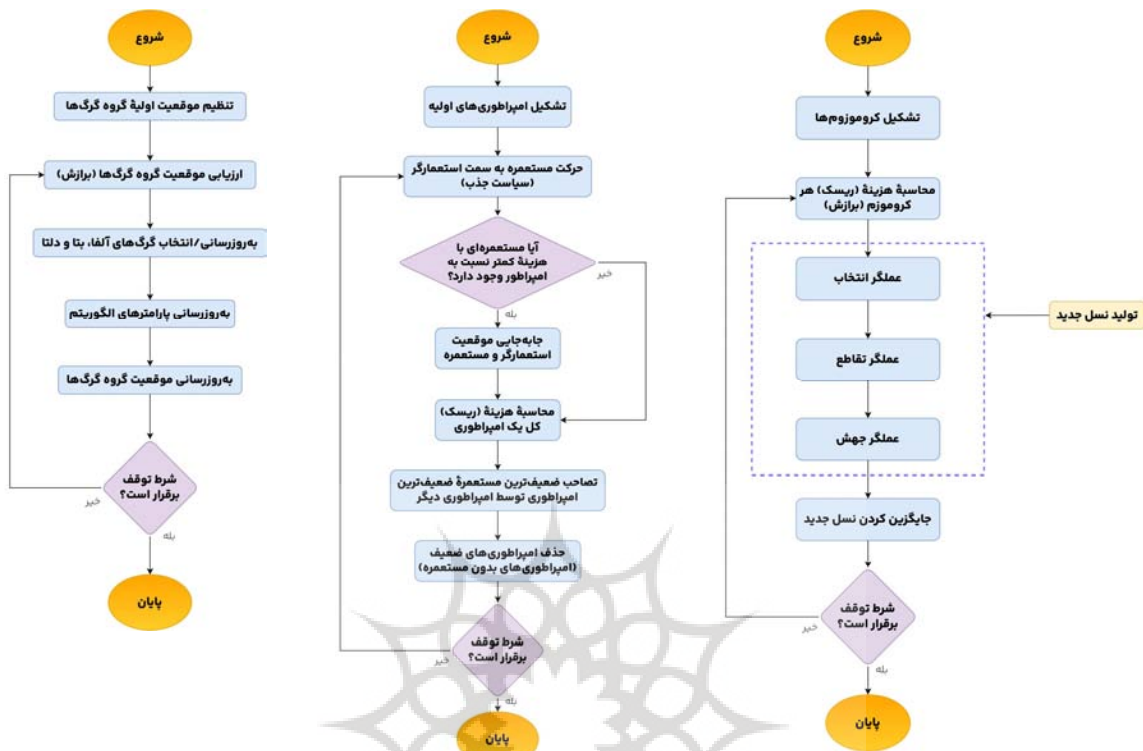 شروع
تشکیل کروموزوم‌ها
محاسبهٔ هزینهٔ (ریسک) هر
کروموزم (برازش)
عملگر انتخاب
عملگر تقاطع
عملگر جهش
تولید نسل جدید
جایگزین کردن نسل جدید
شرط توقف
برقرار است؟
خیر
بله
پایان
شروع
تشکیل امپراطوری‌های اولیه
حرکت مستعمره به سمت استعمارگر
(سیاست جذب)
آیا مستعمره‌ای با
هزینهٔ کمتر نسبت به
امپراطور وجود دارد؟
خیر
بله
جابه‌جایی موقعیت
استعمارگر و مستعمره
محاسبهٔ هزینهٔ (ریسک)
کل یک امپراطوری
تصاحب ضعیف‌ترین مستعمرهٔ ضعیف‌ترین
امپراطوری توسط امپراطوری دیگر
حذف امپراطوری‌های ضعیف
(امپراطوری‌های بدون مستعمره)
شرط توقف
برقرار است؟
خیر
بله
پایان
شروع
تنظیم موقعیت اولیهٔ گروه گرگ‌ها
ارزیابی موقعیت گروه گرگ‌ها (برازش)
به‌روزرسانی/انتخاب گرگ‌های آلفا، بتا و دلتا
به‌روزرسانی پارامترهای الگوریتم
به‌روزرسانی موقعیت گروه گرگ‌ها
شرط توقف
برقرار است؟
خیر
بله
پایان